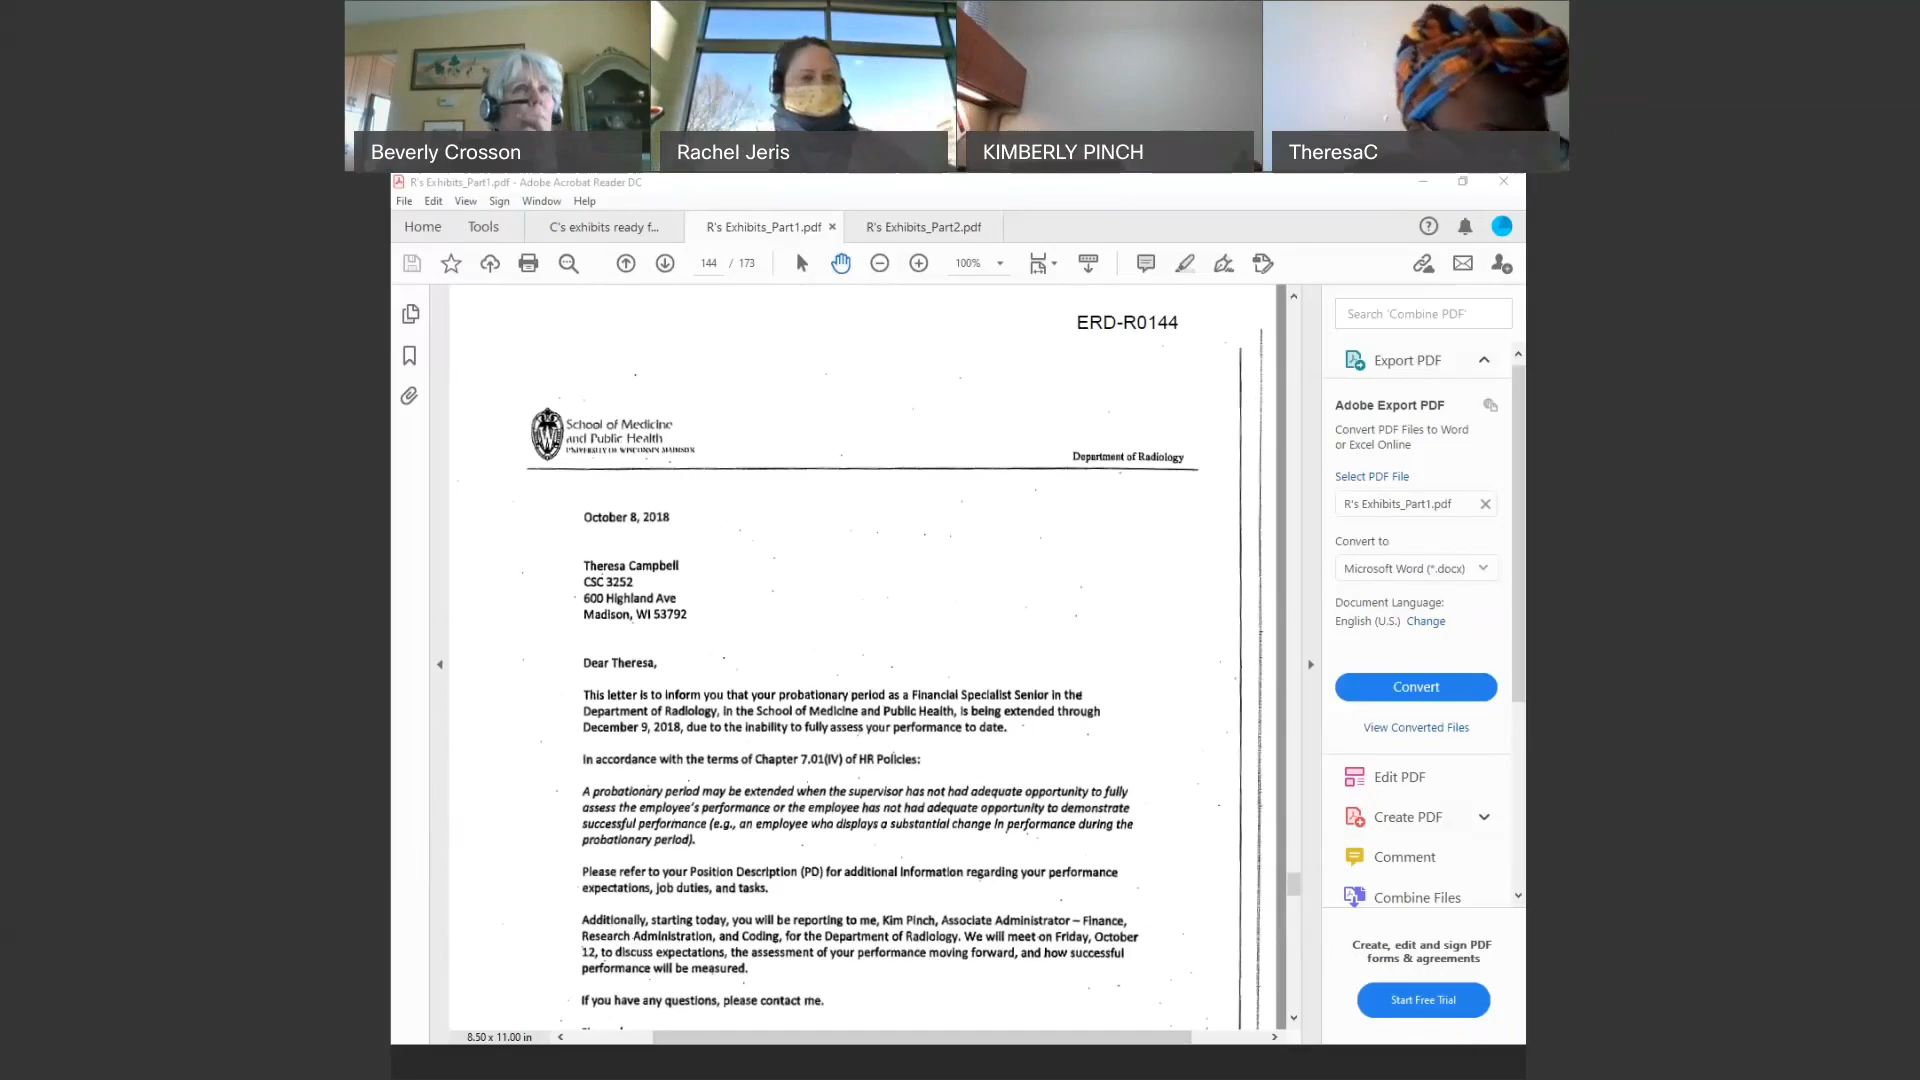 Beverly Crosson
Rachel Jeris
KIMBERLY PINCH
TheresaC
R's Exhibits_Part1.pdf - Adobe Acrobat Reader DC
File Edit View Sign Window Help
Home Tools C's exhibits ready f... R's Exhibits_Part1.pdf × R's Exhibits_Part2.pdf
144 / 173 100%
ERD-R0144
School of Medicine
and Public Health
UNIVERSITY OF WISCONSIN MADISON
Department of Radiology
October 8, 2018
Theresa Campbell
CSC 3252
600 Highland Ave
Madison, WI 53792
Dear Theresa,
This letter is to inform you that your probationary period as a Financial Specialist Senior in the
Department of Radiology, in the School of Medicine and Public Health, is being extended through
December 9, 2018, due to the inability to fully assess your performance to date.
In accordance with the terms of Chapter 7.01(IV) of HR Policies:
A probationary period may be extended when the supervisor has not had adequate opportunity to fully
assess the employee's performance or the employee has not had adequate opportunity to demonstrate
successful performance (e.g., an employee who displays a substantial change in performance during the
probationary period).
Please refer to your Position Description (PD) for additional information regarding your performance
expectations, job duties, and tasks.
Additionally, starting today, you will be reporting to me, Kim Pinch, Associate Administrator – Finance,
Research Administration, and Coding, for the Department of Radiology. We will meet on Friday, October
12, to discuss expectations, the assessment of your performance moving forward, and how successful
performance will be measured.
If you have any questions, please contact me.
8.50 x 11.00 in
Search 'Combine PDF'
Export PDF
Adobe Export PDF
Convert PDF Files to Word
or Excel Online
Select PDF File
R's Exhibits_Part1.pdf
Convert to
Microsoft Word (*.docx)
Document Language:
English (U.S.) Change
Convert
View Converted Files
Edit PDF
Create PDF
Comment
Combine Files
Create, edit and sign PDF
forms & agreements
Start Free Trial